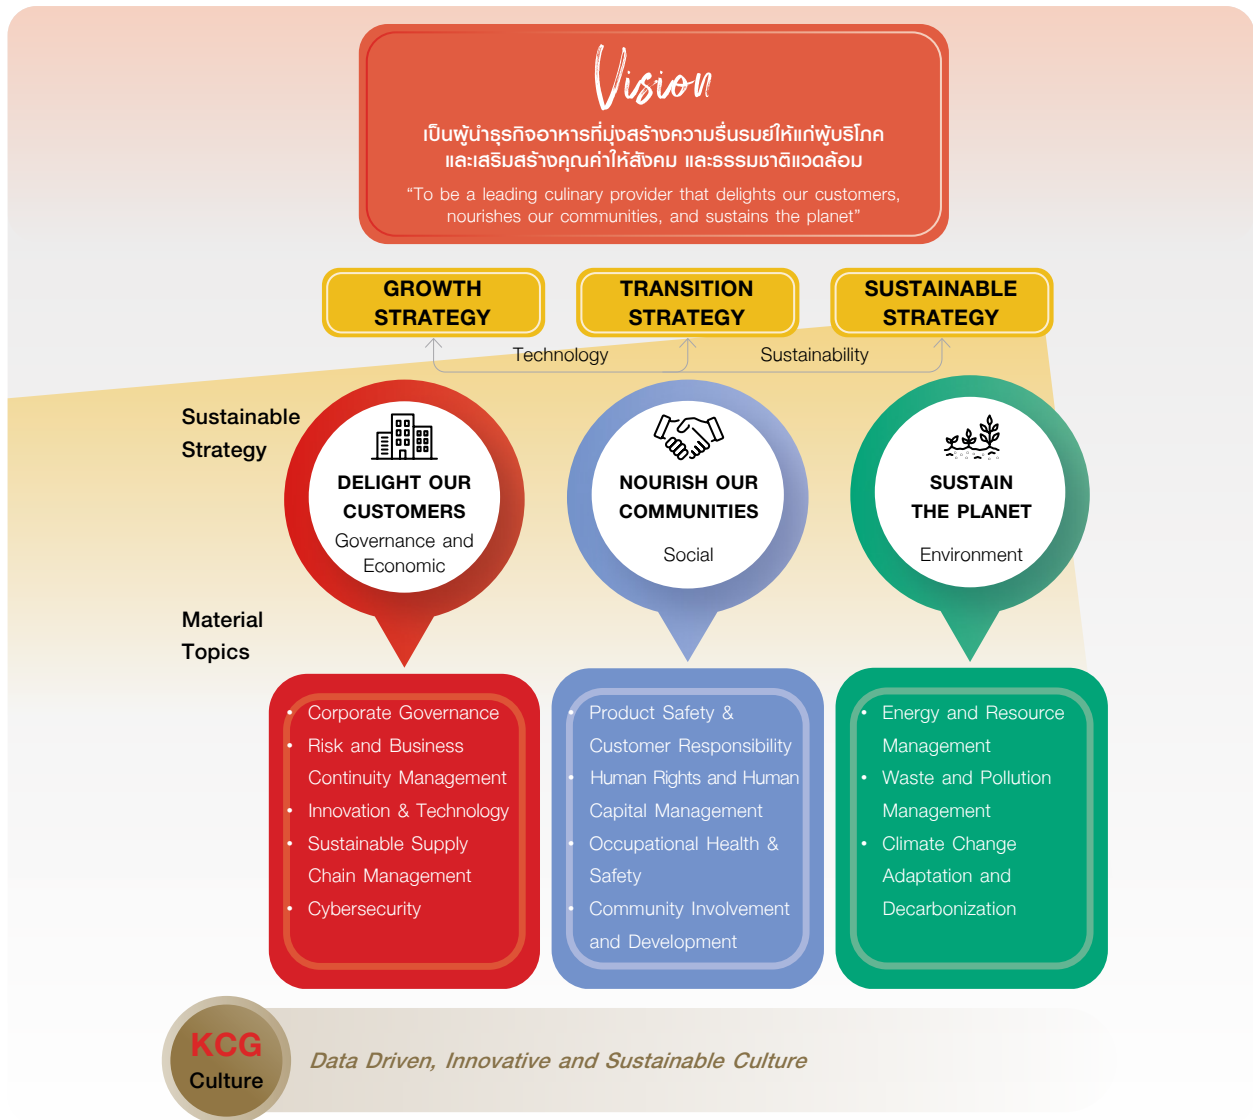 Vision
เป็นผู้นำธุรกิจอาหารที่มุ่งสร้างความรื่นรมย์ให้แก่ผู้บริโภค
และเสริมสร้างคุณค่าให้สังคม และธรรมชาติแวดล้อม
“To be a leading culinary provider that delights our customers,
nourishes our communities, and sustains the planet”
GROWTH
STRATEGY
TRANSITION
STRATEGY
SUSTAINABLE
STRATEGY
Technology
Sustainability
Sustainable
Strategy
DELIGHT OUR
CUSTOMERS
Governance and
Economic
NOURISH OUR
COMMUNITIES
Social
SUSTAIN
THE PLANET
Environment
Material
Topics
• Corporate Governance
• Risk and Business
Continuity Management
• Innovation & Technology
• Sustainable Supply
Chain Management
• Cybersecurity
• Product Safety &
Customer Responsibility
• Human Rights and Human
Capital Management
• Occupational Health &
Safety
• Community Involvement
and Development
• Energy and Resource
Management
• Waste and Pollution
Management
• Climate Change
Adaptation and
Decarbonization
KCG
Culture
Data Driven, Innovative and Sustainable Culture